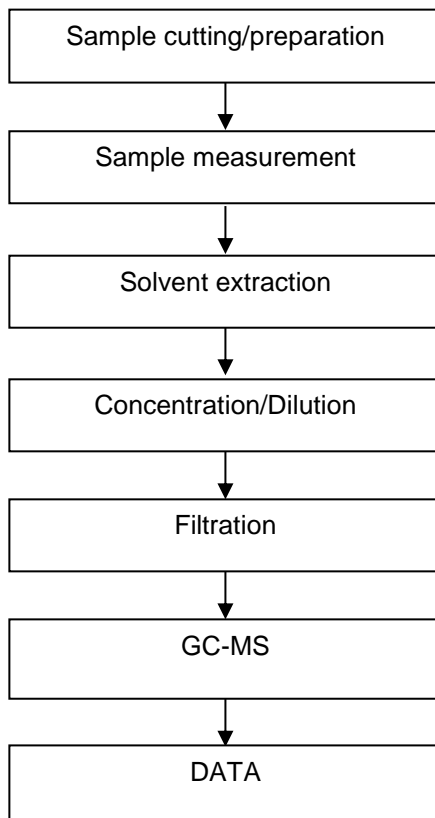 Sample cutting/preparation
Sample measurement
Solvent extraction
Concentration/Dilution
Filtration
GC-MS
DATA